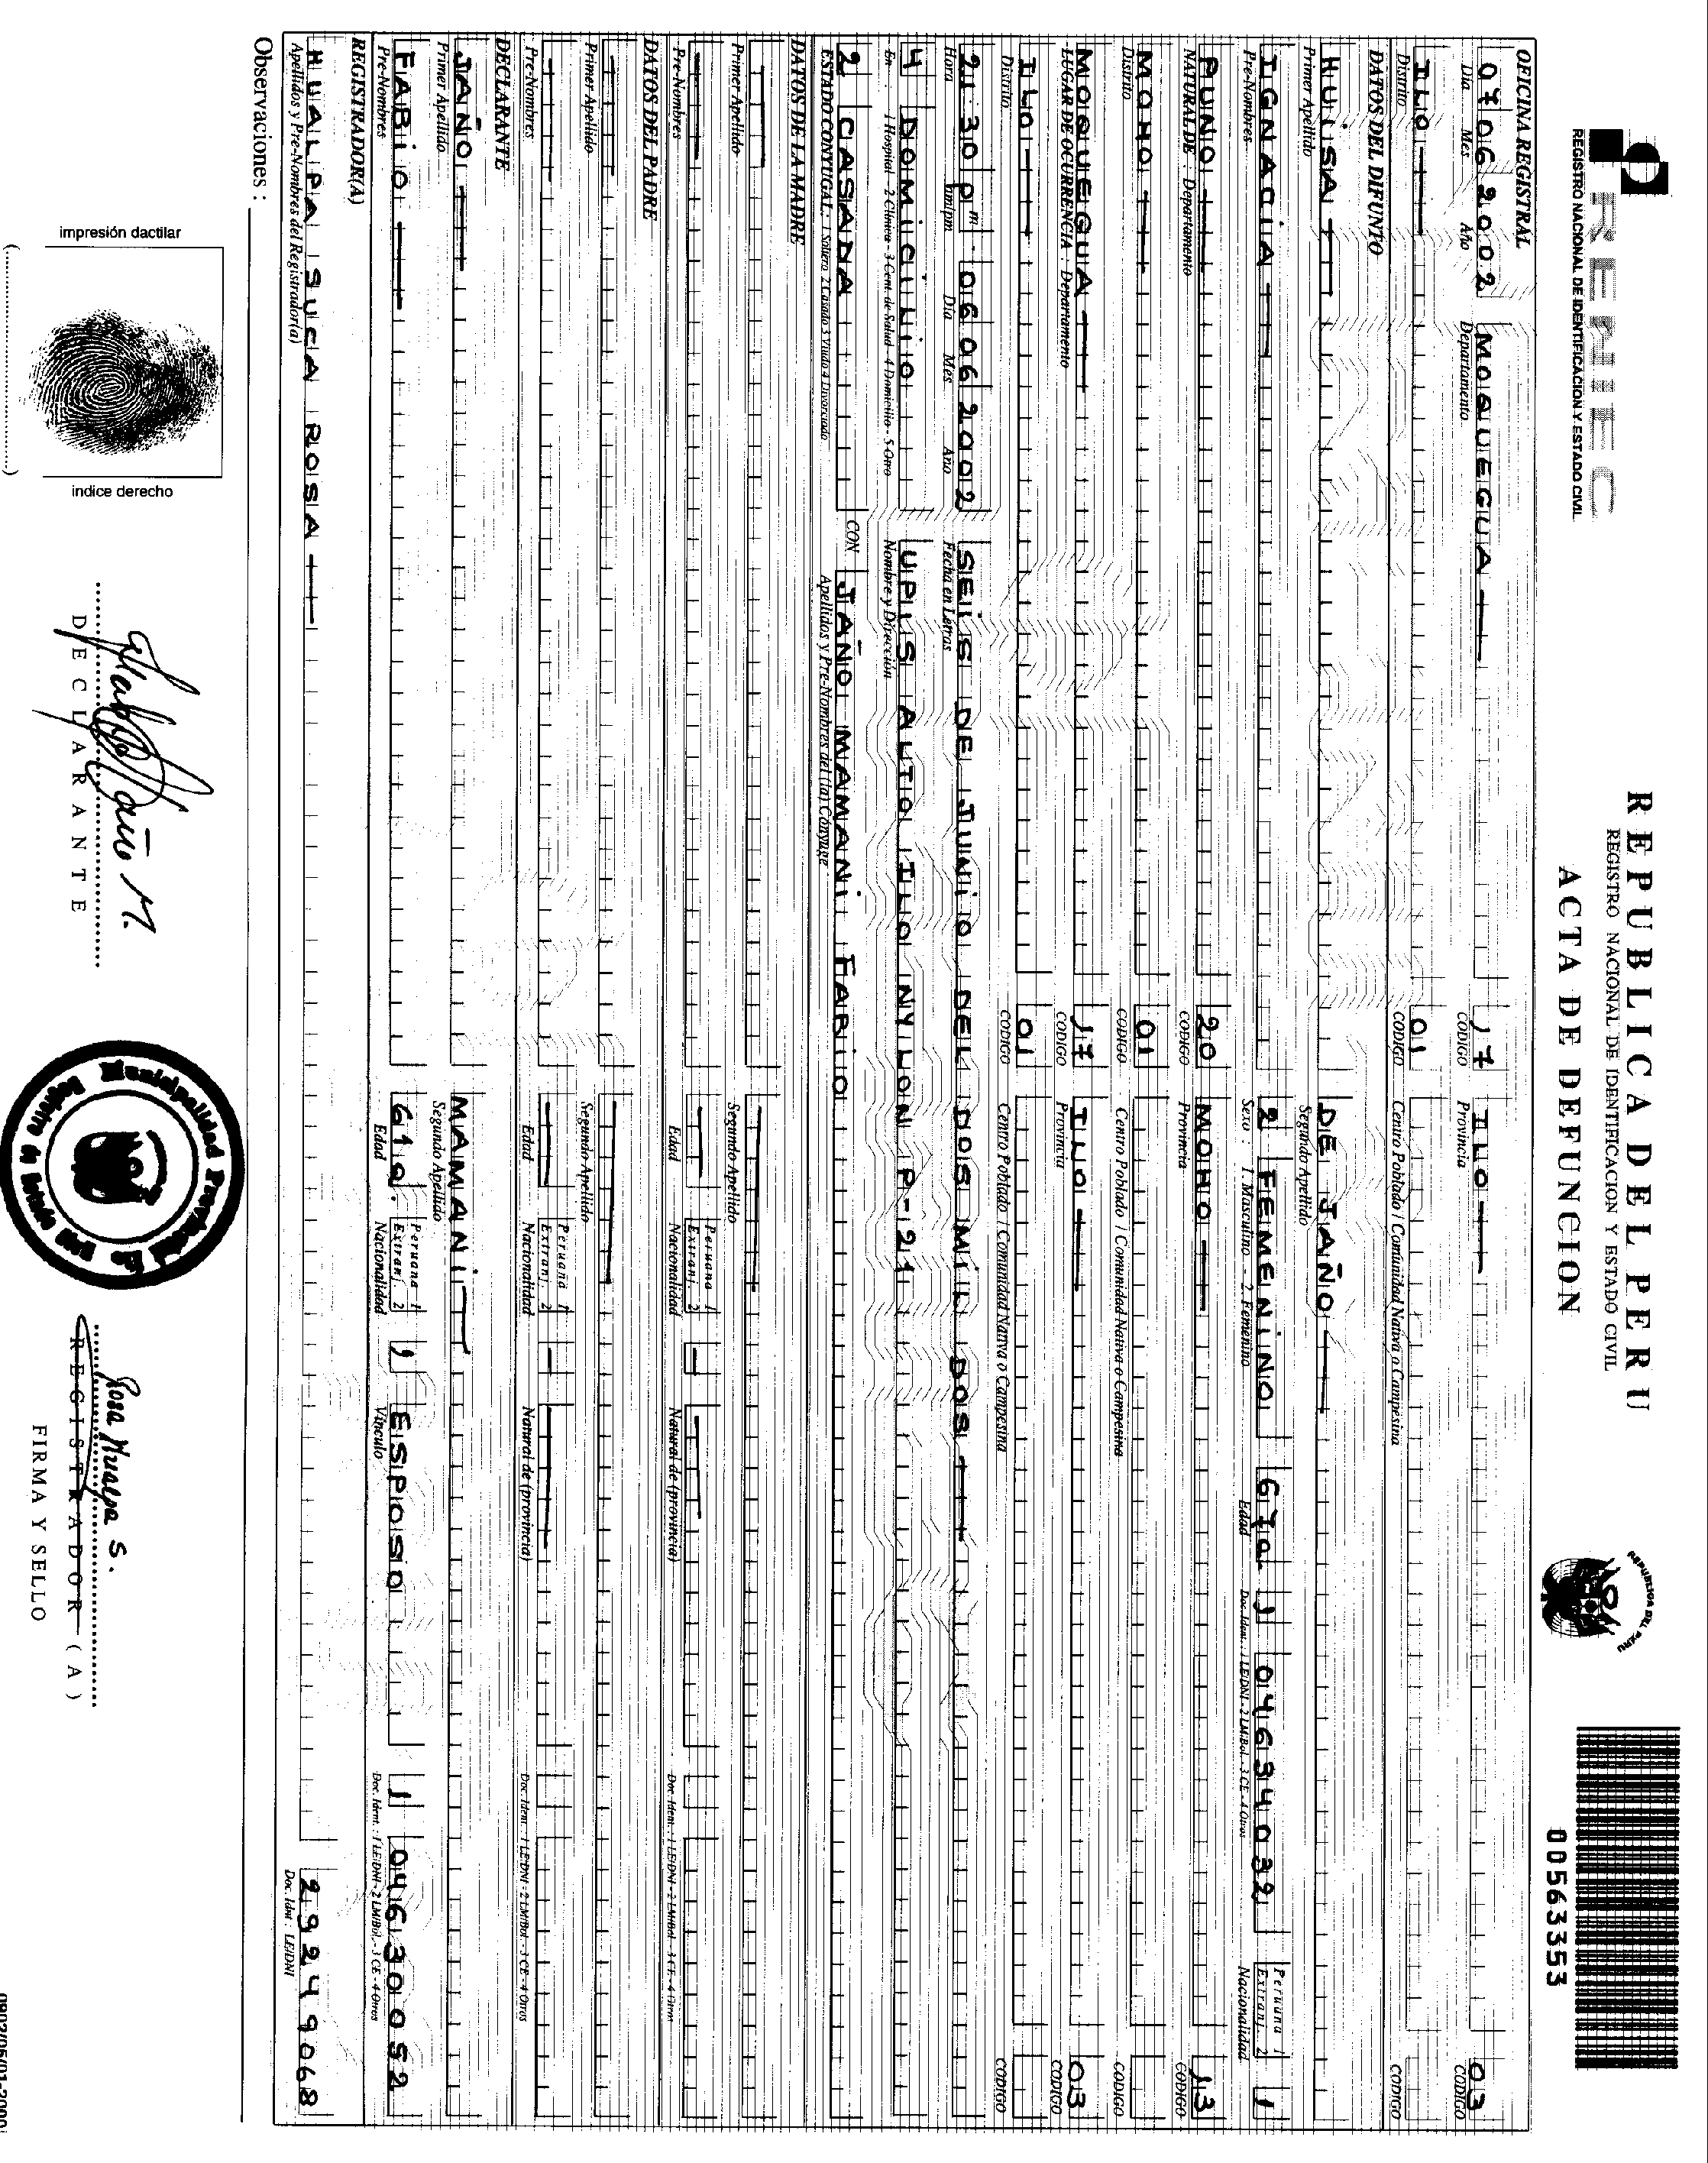 RENIEC
REGISTRO NACIONAL DE IDENTIFICACION Y ESTADO CIVIL
REPUBLICA DEL PERU
REGISTRO NACIONAL DE IDENTIFICACION Y ESTADO CIVIL
ACTA DE DEFUNCION
REPUBLICA DEL PERU
00563353
OFICINA REGISTRAL
07 06 2002 MOQUEGUA 17 ILO 03
Dia Mes Año Departamento CODIGO Provincia CODIGO
ILO 01
Distrito CODIGO Centro Poblado / Comunidad Nativa o Campesina CODIGO
DATOS DEL DIFUNTO
HUISA DE JAÑO
Primer Apellido Segundo Apellido
IGNACIA 2 FEMENINO 67a 1 04634032 Peruana 1 Extranj. 2 1
Pre-Nombres Sexo : 1. Masculino - 2. Femenino Edad Doc. Ident. : 1 LE/DNI - 2 LM/Bol. - 3 CE - 4 Otros Nacionalidad
PUNO 20 MOHO 13
NATURAL DE : Departamento CODIGO Provincia CODIGO
MOHO 01
Distrito CODIGO Centro Poblado / Comunidad Nativa o Campesina
MOQUEGUA 17 ILO 03
LUGAR DE OCURRENCIA : Departamento CODIGO Provincia CODIGO
ILO 01
Distrito CODIGO Centro Poblado / Comunidad Nativa o Campesina CODIGO
21 30 pm 06 06 2002 SEIS DE JUNIO DEL DOS MIL DOS
Hora hm/pm Dia Mes Año Fecha en Letras
4 DOMICILIO UPIS ALTO ILO NYLON P-21
En : 1 Hospital - 2 Clínica - 3 Cent. de Salud - 4 Domicilio - 5 Otro Nombre y Dirección
2 CASADA CON JAÑO MAMANI FABIO
ESTADO CONYUGAL : 1 Soltero 2 Casado 3 Viudo 4 Divorciado Apellidos y Pre-Nombres del (la) Cónyuge
DATOS DE LA MADRE
Primer Apellido Segundo Apellido
Peruana 1 Extranj. 2
Pre-Nombres Edad Nacionalidad Natural de (provincia) Doc. Ident. : 1 LE/DNI - 2 LM/Bol. - 3 CE - 4 Otros
DATOS DEL PADRE
Primer Apellido Segundo Apellido
Peruana 1 Extranj. 2
Pre-Nombres Edad Nacionalidad Natural de (provincia) Doc. Ident. : 1 LE/DNI - 2 LM/Bol. - 3 CE - 4 Otros
DECLARANTE
JAÑO MAMANI
Primer Apellido Segundo Apellido
FABIO 61a. Peruana 1 Extranj. 2 1 ESPOSO 1 04630052
Pre-Nombres Edad Nacionalidad Vínculo Doc. Ident. : 1 LE/DNI - 2 LM/Bol. - 3 CE - 4 Otros
REGISTRADOR(A)
HUALPA SUCA ROSA 29249068
Apellidos y Pre-Nombres del Registrador(a) Doc. Idnt : LE/DNI
Observaciones :
impresión dactilar
indice derecho
DECLARANTE
Municipalidad Provincial
Rosa Hualpa S.
REGISTRADOR (A)
FIRMA Y SELLO